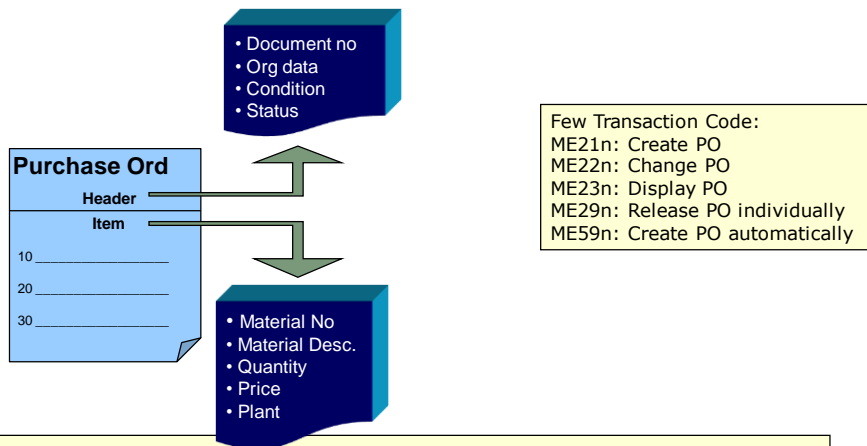 • Document no
• Org data
• Condition
• Status
Purchase Ord
Header
Item
10
20
30
• Material No
• Material Desc.
• Quantity
• Price
• Plant
Few Transaction Code:
ME21n: Create PO
ME22n: Change PO
ME23n: Display PO
ME29n: Release PO individually
ME59n: Create PO automatically